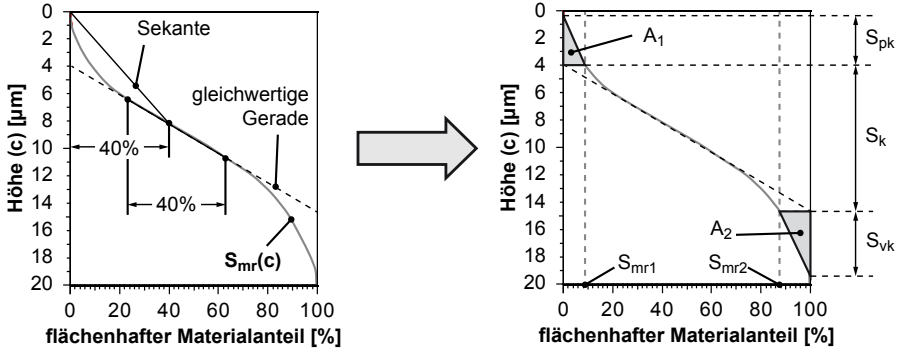 Höhe (c) [µm]
0
2
4
6
8
10
12
14
16
18
20
Sekante
gleichwertige
Gerade
40%
40%
Smr(c)
0 20 40 60 80 100
flächenhafter Materialanteil [%]
Höhe (c) [µm]
0
2
4
6
8
10
12
14
16
18
20
A1
A2
Smr1
Smr2
Spk
Sk
Svk
0 20 40 60 80 100
flächenhafter Materialanteil [%]